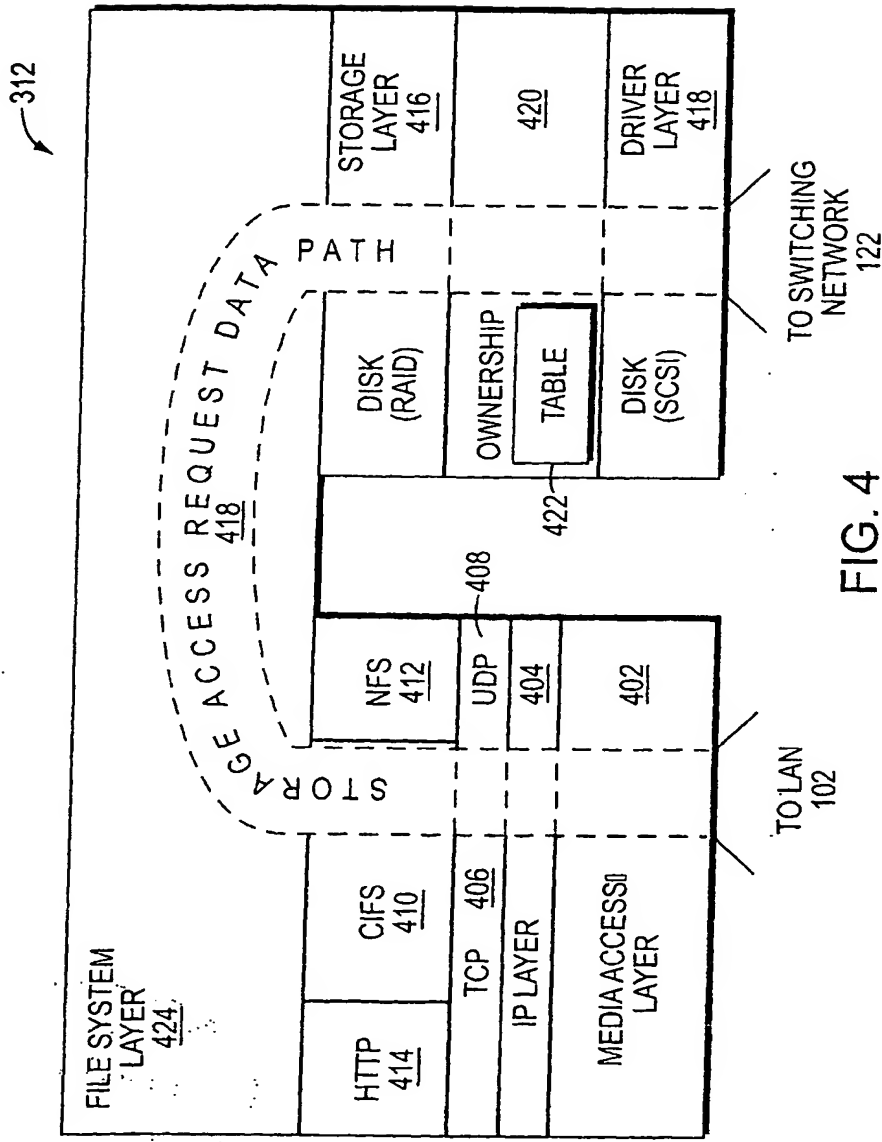 312
FILE SYSTEM
LAYER
424
STORAGE ACCESS REQUEST DATA PATH
418
HTTP
414
CIFS
410
NFS
412
TCP
406
UDP
408
IP LAYER
404
MEDIA ACCESS
LAYER
402
TO LAN
102
DISK
(RAID)
STORAGE
LAYER
416
OWNERSHIP
TABLE
422
420
DISK
(SCSI)
DRIVER
LAYER
418
TO SWITCHING
NETWORK
122
FIG. 4